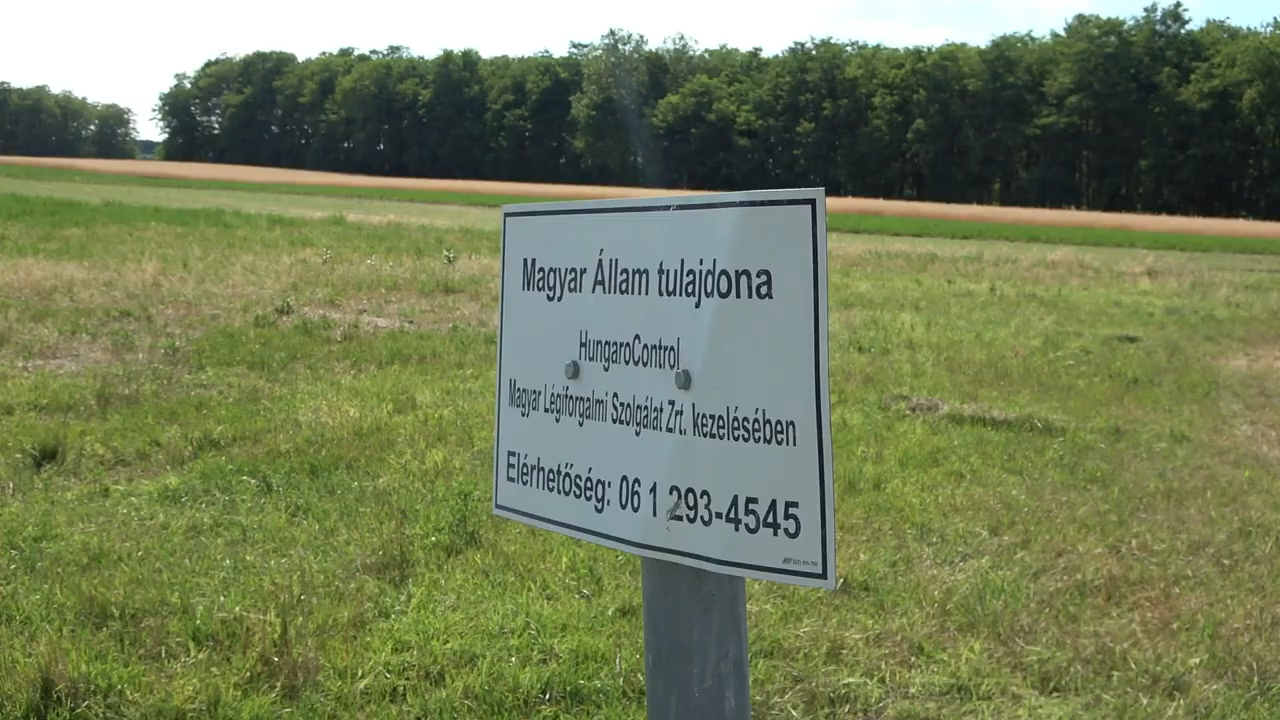 Magyar Állam tulajdona
HungaroControl
Magyar Légiforgalmi Szolgálat Zrt. kezelésében
Elérhetőség: 06 1 293-4545